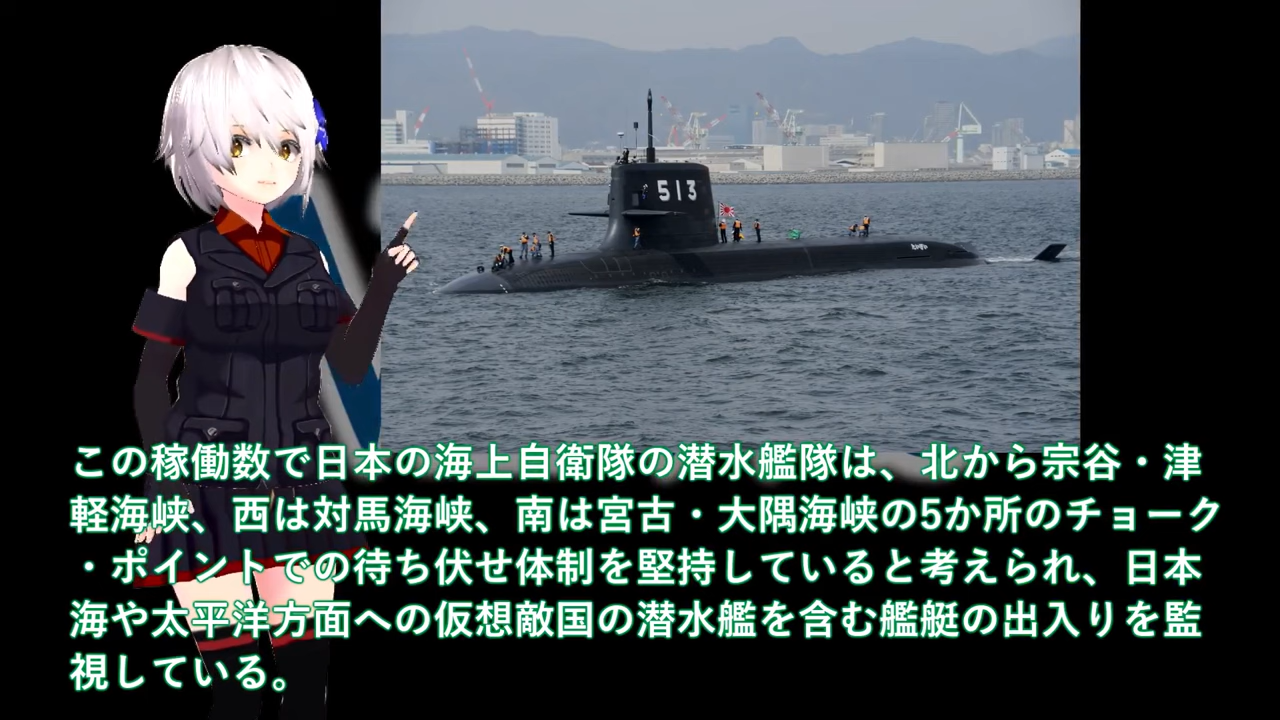 513
この稼働数で日本の海上自衛隊の潜水艦隊は、北から宗谷・津
軽海峡、西は対馬海峡、南は宮古・大隅海峡の5か所のチョーク
・ポイントでの待ち伏せ体制を堅持していると考えられ、日本
海や太平洋方面への仮想敵国の潜水艦を含む艦艇の出入りを監
視している。